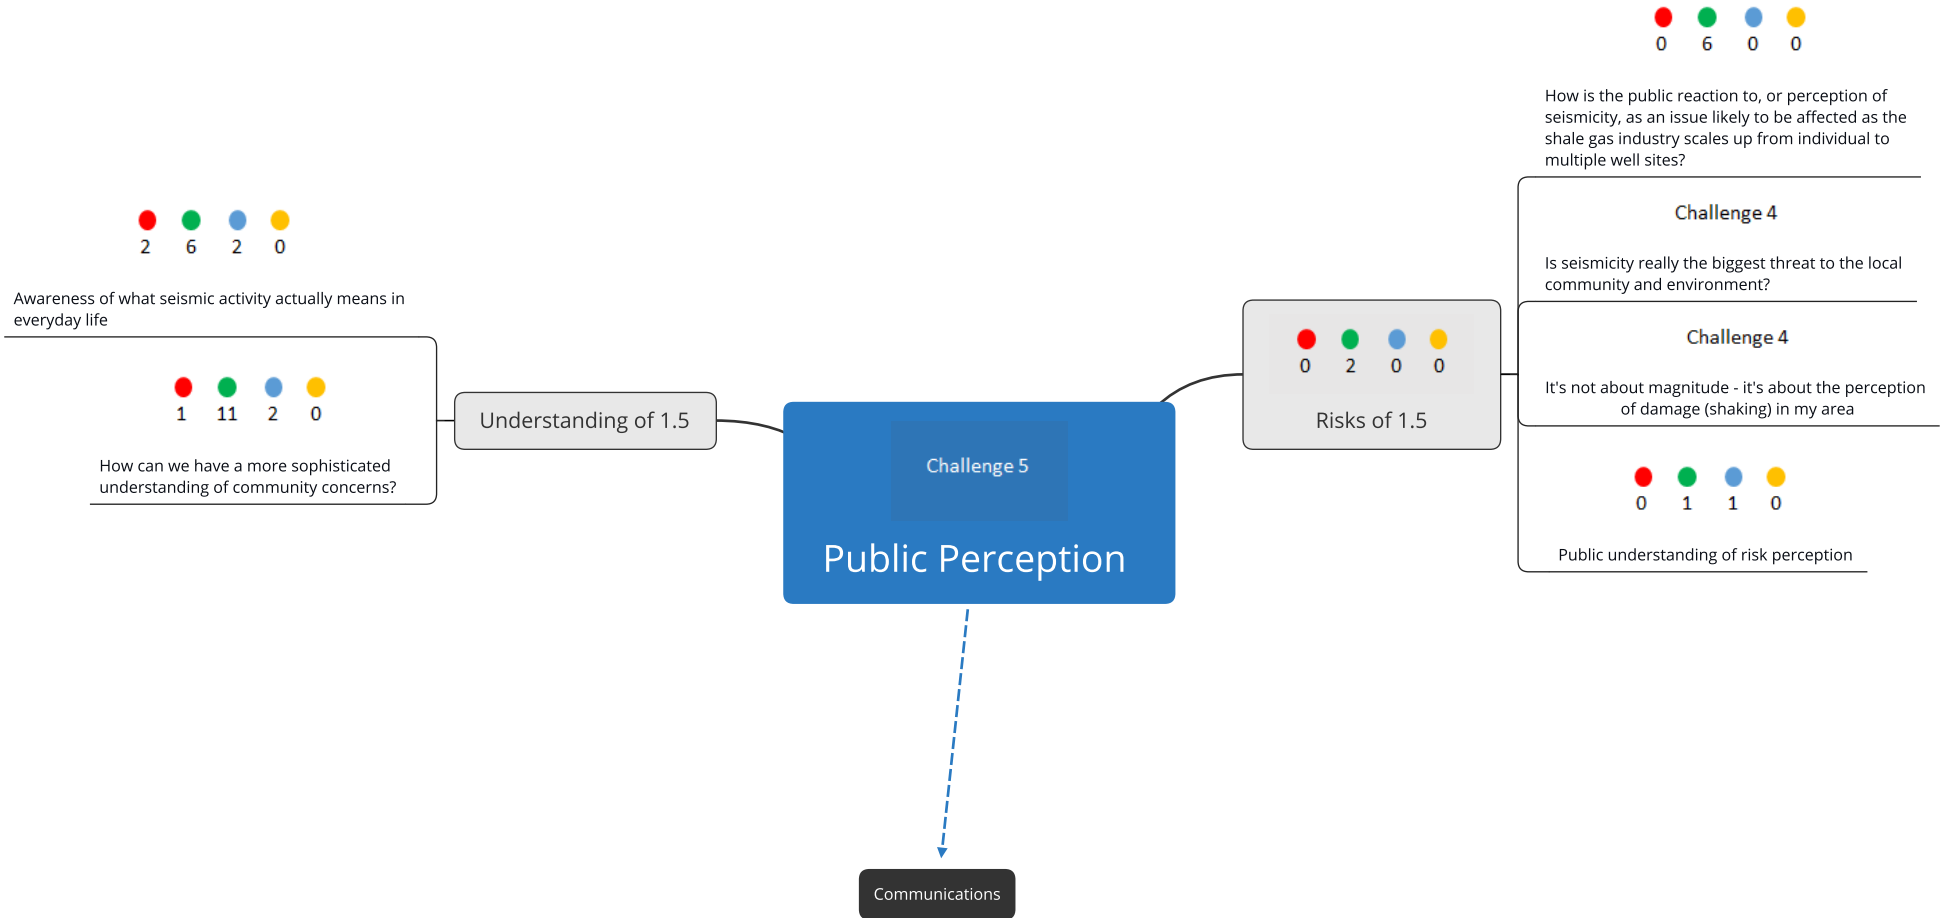 2 6 2 0
Awareness of what seismic activity actually means in
everyday life
1 11 2 0
How can we have a more sophisticated
understanding of community concerns?
Understanding of 1.5
Challenge 5
Public Perception
Communications
0 2 0 0
Risks of 1.5
0 6 0 0
How is the public reaction to, or perception of
seismicity, as an issue likely to be affected as the
shale gas industry scales up from individual to
multiple well sites?
Challenge 4
Is seismicity really the biggest threat to the local
community and environment?
Challenge 4
It's not about magnitude - it's about the perception
of damage (shaking) in my area
0 1 1 0
Public understanding of risk perception